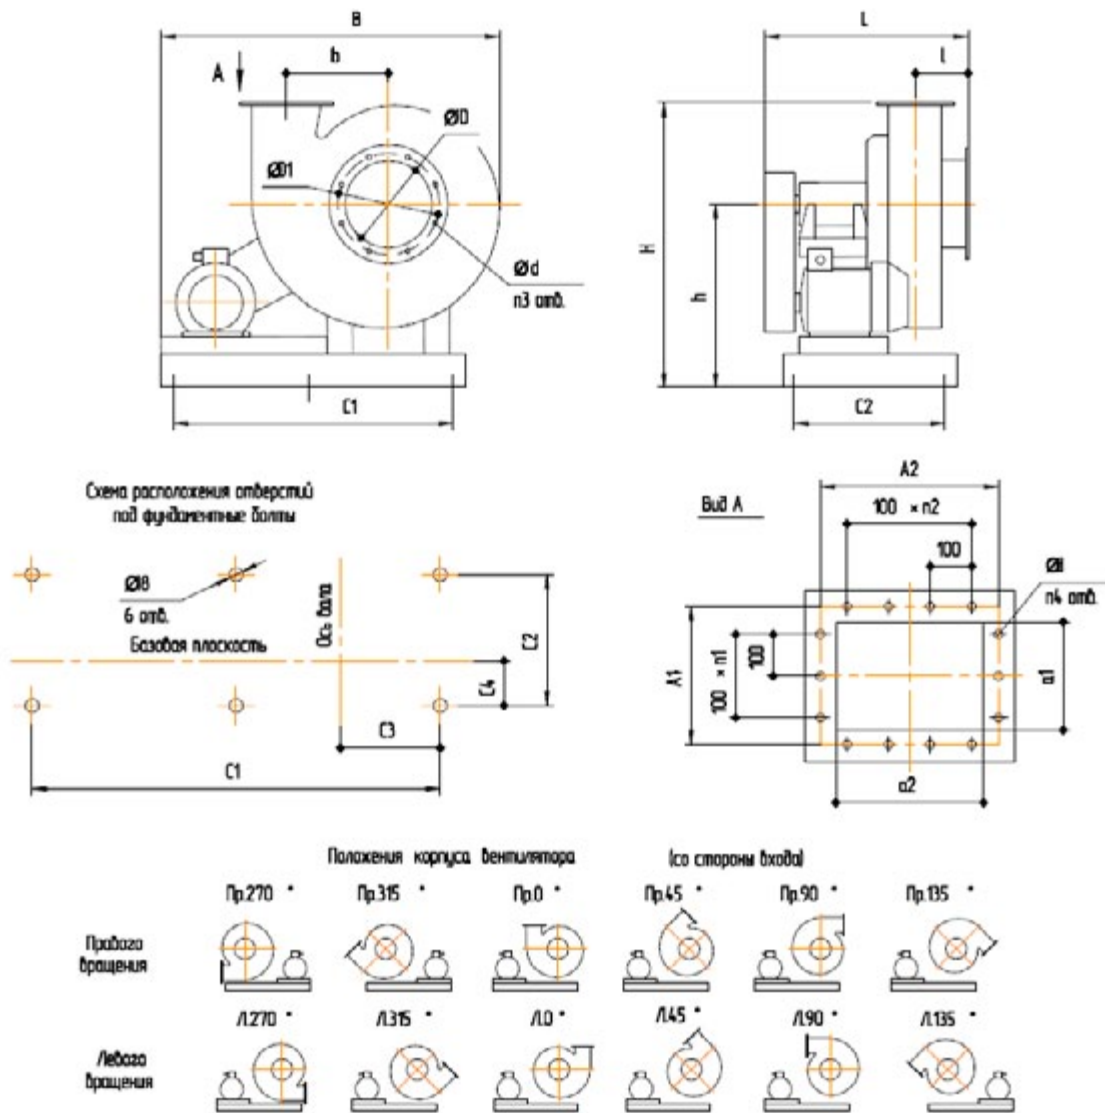 B
L
b
l
A
ØD
ØD1
Ød
n3 отв.
H
h
C1
C2
Схема расположения отверстий
под фундаментные болты
Ø18
6 отв.
Ось вала
Базовая плоскость
C2
C4
C3
C1
A2
Вид А
100 × n2
100
n4 отв.
A1
100 × n1
100
a1
a2
Положения корпуса вентилятора (со стороны входа)
Пр.270 ° Пр.315 ° Пр.0 ° Пр.45 ° Пр.90 ° Пр.135 °
Правого
вращения
Л.270 ° Л.315 ° Л.0 ° Л.45 ° Л.90 ° Л.135 °
Левого
вращения